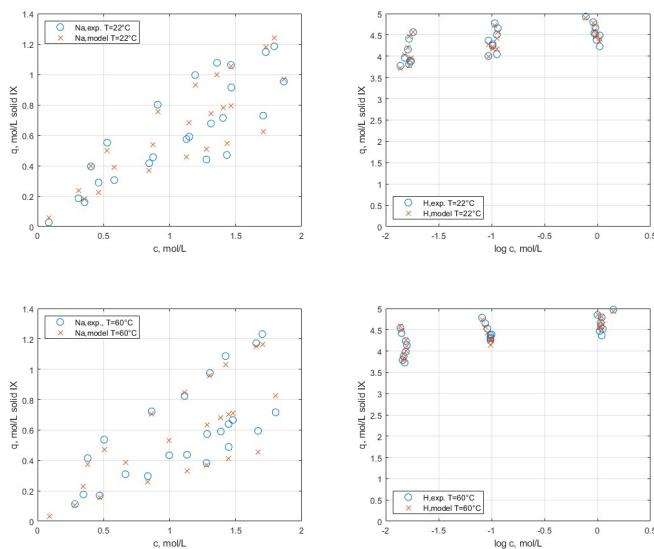 1.4
1.2
1
0.8
0.6
0.4
0.2
0
q, mol/L solid IX
Na,exp. T=22°C
Na,model T=22°C
0 0.5 1 1.5 2
c, mol/L
5
4.5
4
3.5
3
2.5
2
1.5
1
0.5
0
q, mol/L solid IX
H,exp. T=22°C
H,model T=22°C
-2 -1.5 -1 -0.5 0 0.5
log c, mol/L
1.4
1.2
1
0.8
0.6
0.4
0.2
0
q, mol/L solid IX
Na,exp., T=60°C
Na,model T=60°C
0 0.5 1 1.5 2
c, mol/L
5
4.5
4
3.5
3
2.5
2
1.5
1
0.5
0
q, mol/L solid IX
H,exp. T=60°C
H,model T=60°C
-2 -1.5 -1 -0.5 0 0.5
log c, mol/L